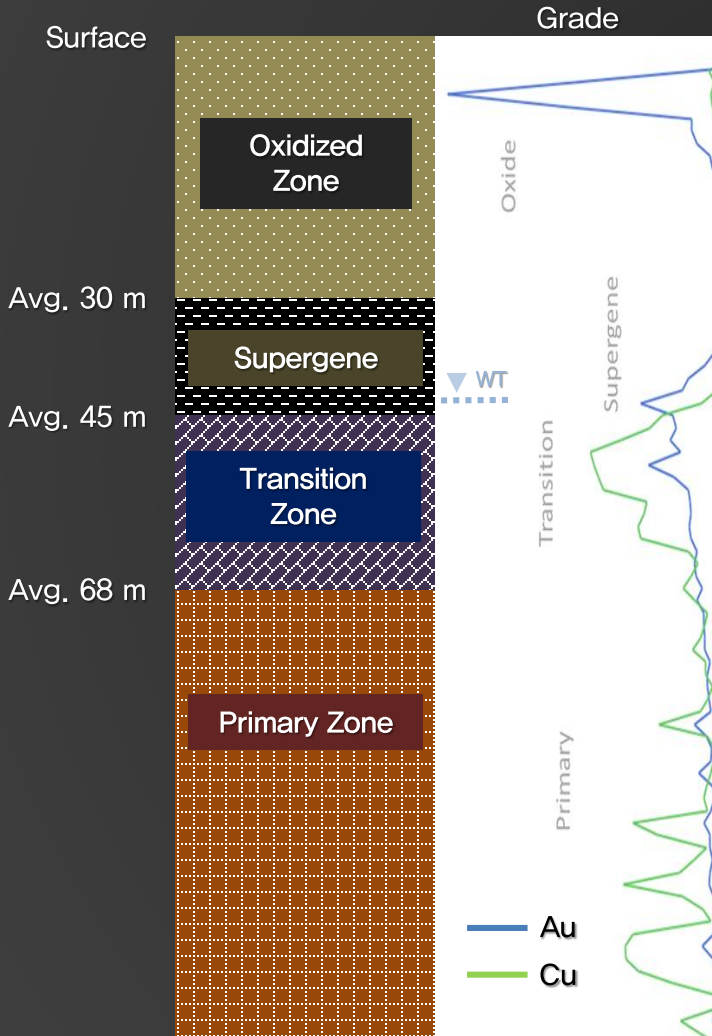 Grade
Surface
Oxidized
Zone
Oxide
Avg. 30 m
Supergene
Supergene
WT
Avg. 45 m
Transition
Zone
Transition
Avg. 68 m
Primary Zone
Primary
Au
Cu